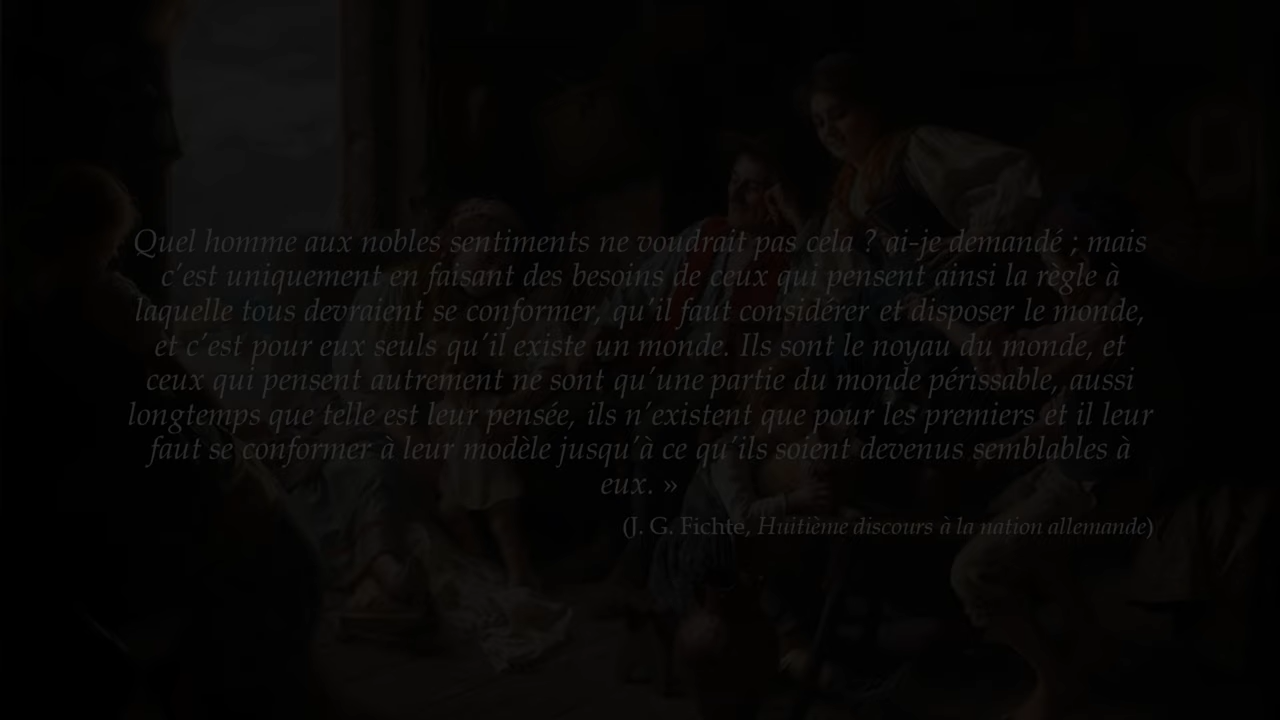 Quel homme aux nobles sentiments ne voudrait pas cela ? ai-je demandé ; mais
c’est uniquement en faisant des besoins de ceux qui pensent ainsi la règle à
laquelle tous devraient se conformer, qu’il faut considérer et disposer le monde,
et c’est pour eux seuls qu’il existe un monde. Ils sont le noyau du monde, et
ceux qui pensent autrement ne sont qu’une partie du monde périssable, aussi
longtemps que telle est leur pensée, ils n’existent que pour les premiers et il leur
faut se conformer à leur modèle jusqu’à ce qu’ils soient devenus semblables à
eux. »
(J. G. Fichte, Huitième discours à la nation allemande)